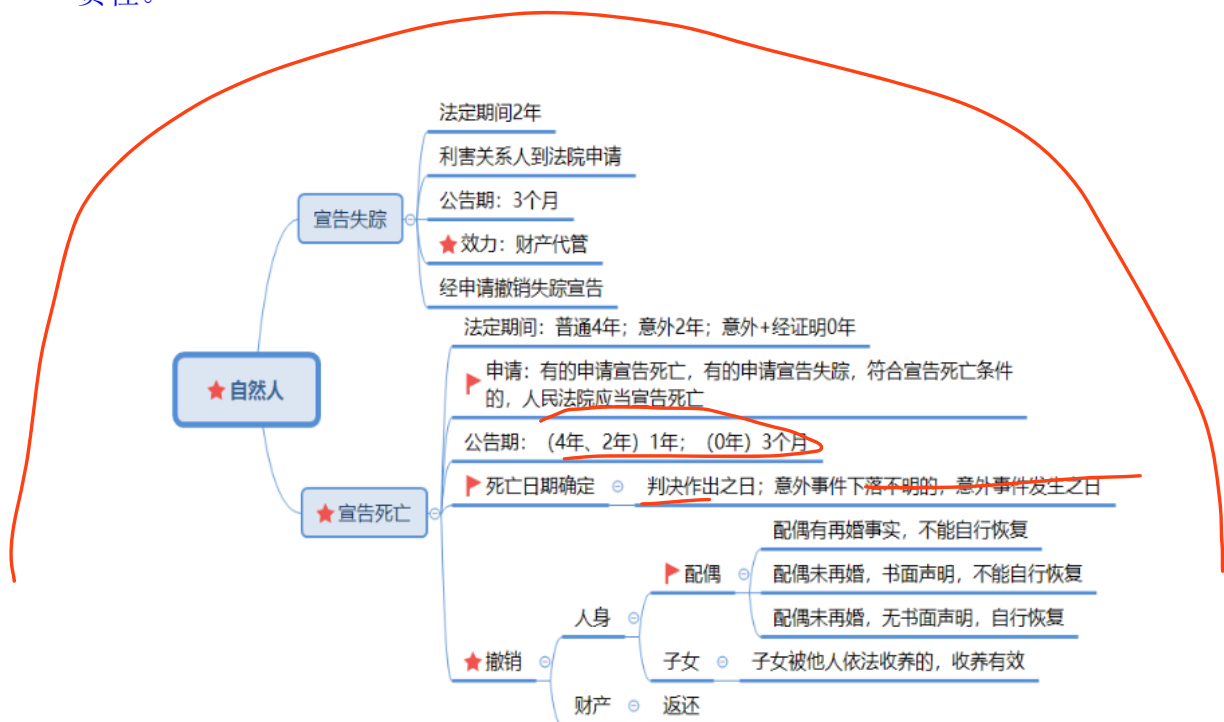 责任。
法定期间2年
利害关系人到法院申请
公告期：3个月
宣告失踪
效力：财产代管
经申请撤销失踪宣告
法定期间：普通4年；意外2年；意外+经证明0年
自然人
申请：有的申请宣告死亡，有的申请宣告失踪，符合宣告死亡条件
的，人民法院应当宣告死亡
公告期：（4年、2年）1年；（0年）3个月
死亡日期确定
判决作出之日；意外事件下落不明的，意外事件发生之日
宣告死亡
配偶有再婚事实，不能自行恢复
配偶
配偶未再婚，书面声明，不能自行恢复
人身
配偶未再婚，无书面声明，自行恢复
撤销
子女
子女被他人依法收养的，收养有效
财产
返还